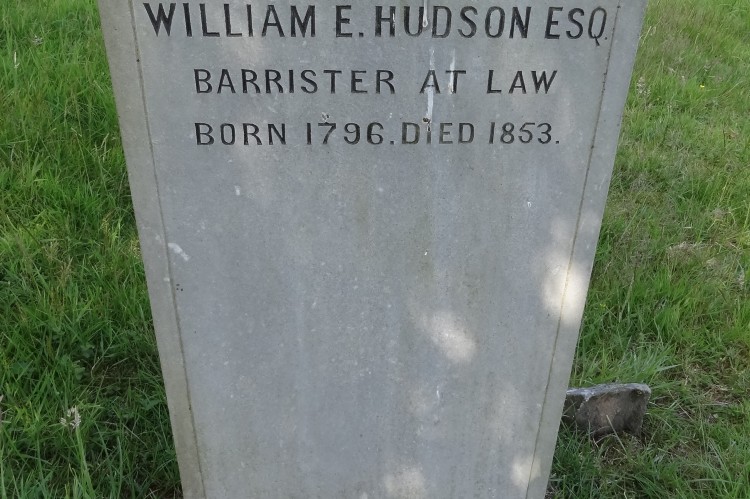 WILLIAM E. HUDSON ESQ.
BARRISTER AT LAW
BORN 1796. DIED 1853.